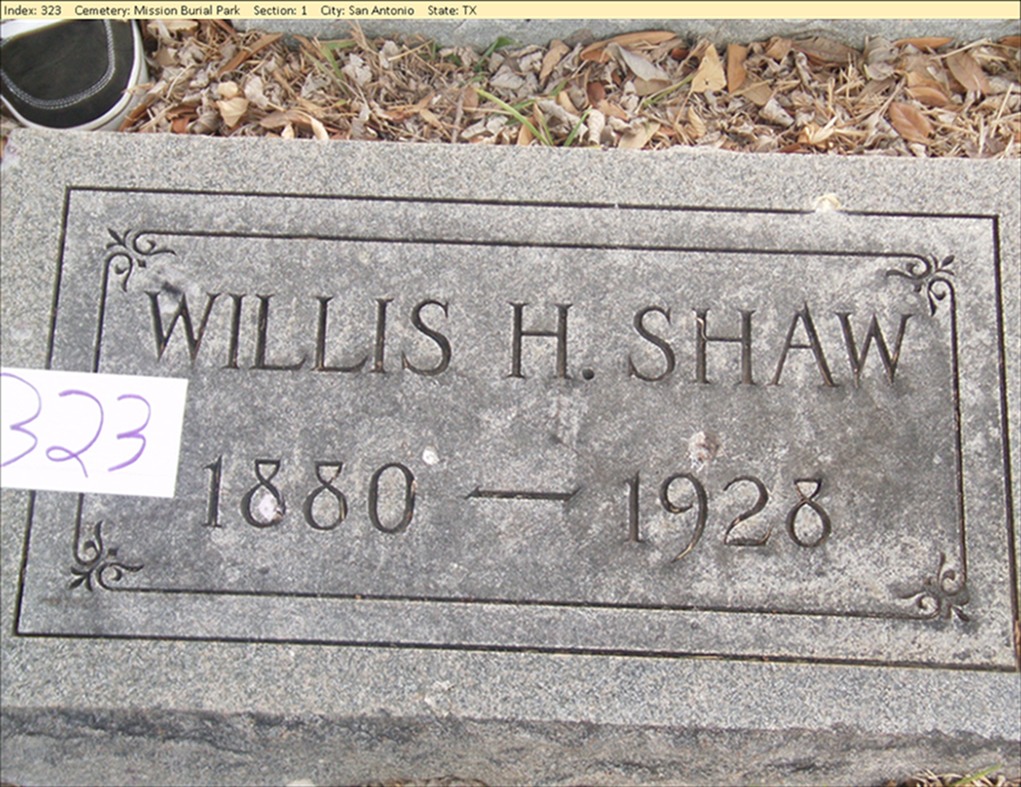 Index: 323 Cemetery: Mission Burial Park Section: 1 City: San Antonio State: TX
WILLIS H. SHAW
323
1880 — 1928